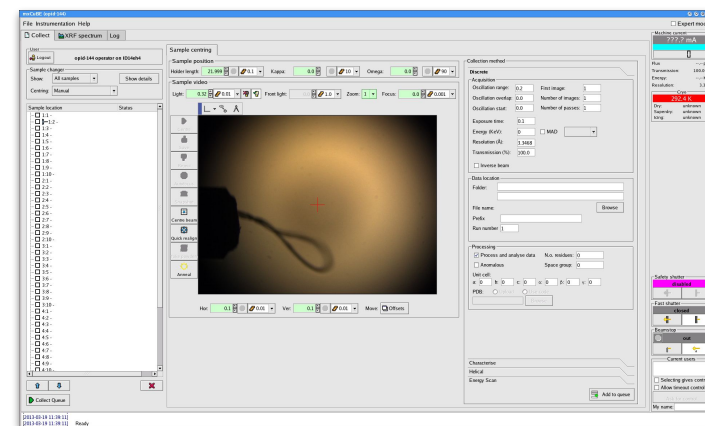 mxCuBE (opid 144)
File Instrumentation Help
Expert mod
Collect XRF spectrum Log
User
Logout opid-144 operator on ID14eh4
Sample changer
Show: All samples Show details
Centring: Manual
Sample location Status
1:1 -
1:2 -
1:3 -
1:4 -
1:5 -
1:6 -
1:7 -
1:8 -
1:9 -
1:10 -
2:1 -
2:2 -
2:3 -
2:4 -
2:5 -
2:6 -
2:7 -
2:8 -
2:9 -
2:10 -
3:1 -
3:2 -
3:3 -
3:4 -
3:5 -
3:6 -
3:7 -
3:8 -
3:9 -
3:10 -
4:1 -
4:2 -
4:3 -
4:4 -
4:5 -
4:6 -
4:7 -
4:8 -
4:9 -
4:10 -
Collect Queue
Sample centring
Sample position
Holder length: 21.999 0.1 Kappa: 0.0 10 Omega: 0.0 90
Sample video
Light: 0.32 0.01 Front light: 1.0 Zoom: 1 Focus: 0.0 0.001
Centre beam
Quick realign
Anneal
Hor: 0.1 0.01 Ver: 0.1 0.01 Move: Offsets
Collection method
Discrete
Acquisition
Oscillation range: 0.2 First image: 1
Oscillation overlap: 0.0 Number of images: 1
Oscillation start: 0.0 Number of passes: 1
Exposure time: 0.1
Energy (KeV): 0 MAD
Resolution (Å): 3.3468
Transmission (%): 100.0
Inverse beam
Data location
Folder:
File name: Browse
Prefix
Run number 1
Processing
Process and analyse data N.o. residues: 0
Anomalous Space group: 0
Unit cell:
a: 0 b: 0 c: 0 α: 0 β: 0 γ: 0
PDB:
Characterise
Helical
Energy Scan
Add to queue
Machine current
???.? mA
Flux
Transmission: 100.0
Energy:
Resolution: 3.3
Cryo
292.4 K
Dry: unknown
Superdry: unknown
Icing: unknown
Safety shutter
disabled
Fast shutter
closed
Beamstop
out
Current users
Selecting gives contr
Allow timeout control
My name:
[2013-03-19 11:39:11]
[2013-03-19 11:39:11] Ready